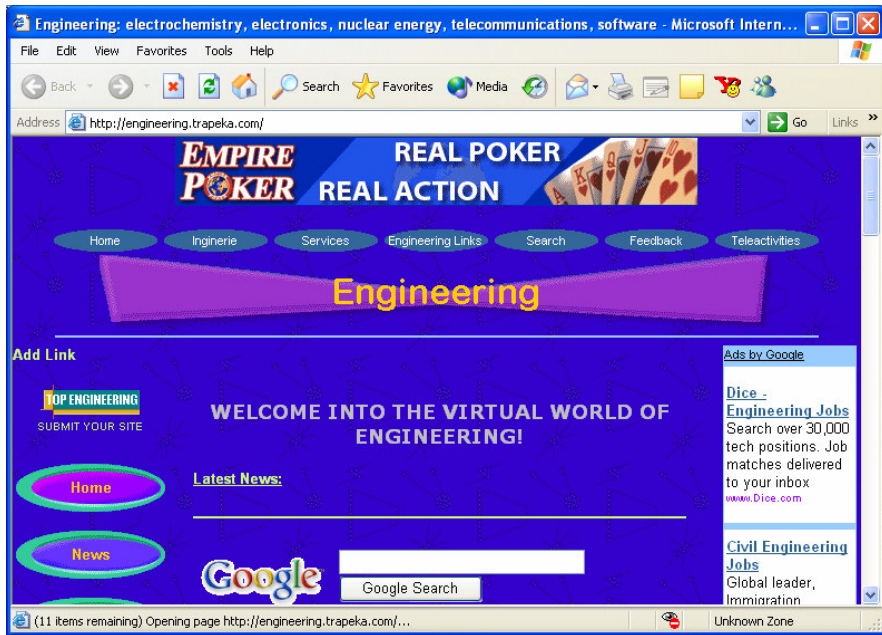 Engineering: electrochemistry, electronics, nuclear energy, telecommunications, software - Microsoft Intern...
File Edit View Favorites Tools Help
Back Search Favorites Media
Address http://engineering.trapeka.com/ Go Links »
EMPIRE POKER
REAL POKER
REAL ACTION
Home Inginerie Services Engineering Links Search Feedback Teleactivities
Engineering
Add Link
TOP ENGINEERING
SUBMIT YOUR SITE
Home
News
WELCOME INTO THE VIRTUAL WORLD OF
ENGINEERING!
Latest News:
Google
Google Search
Ads by Google
Dice -
Engineering Jobs
Search over 30,000
tech positions. Job
matches delivered
to your inbox
www.Dice.com
Civil Engineering
Jobs
Global leader,
Immigration
(11 items remaining) Opening page http://engineering.trapeka.com/... Unknown Zone